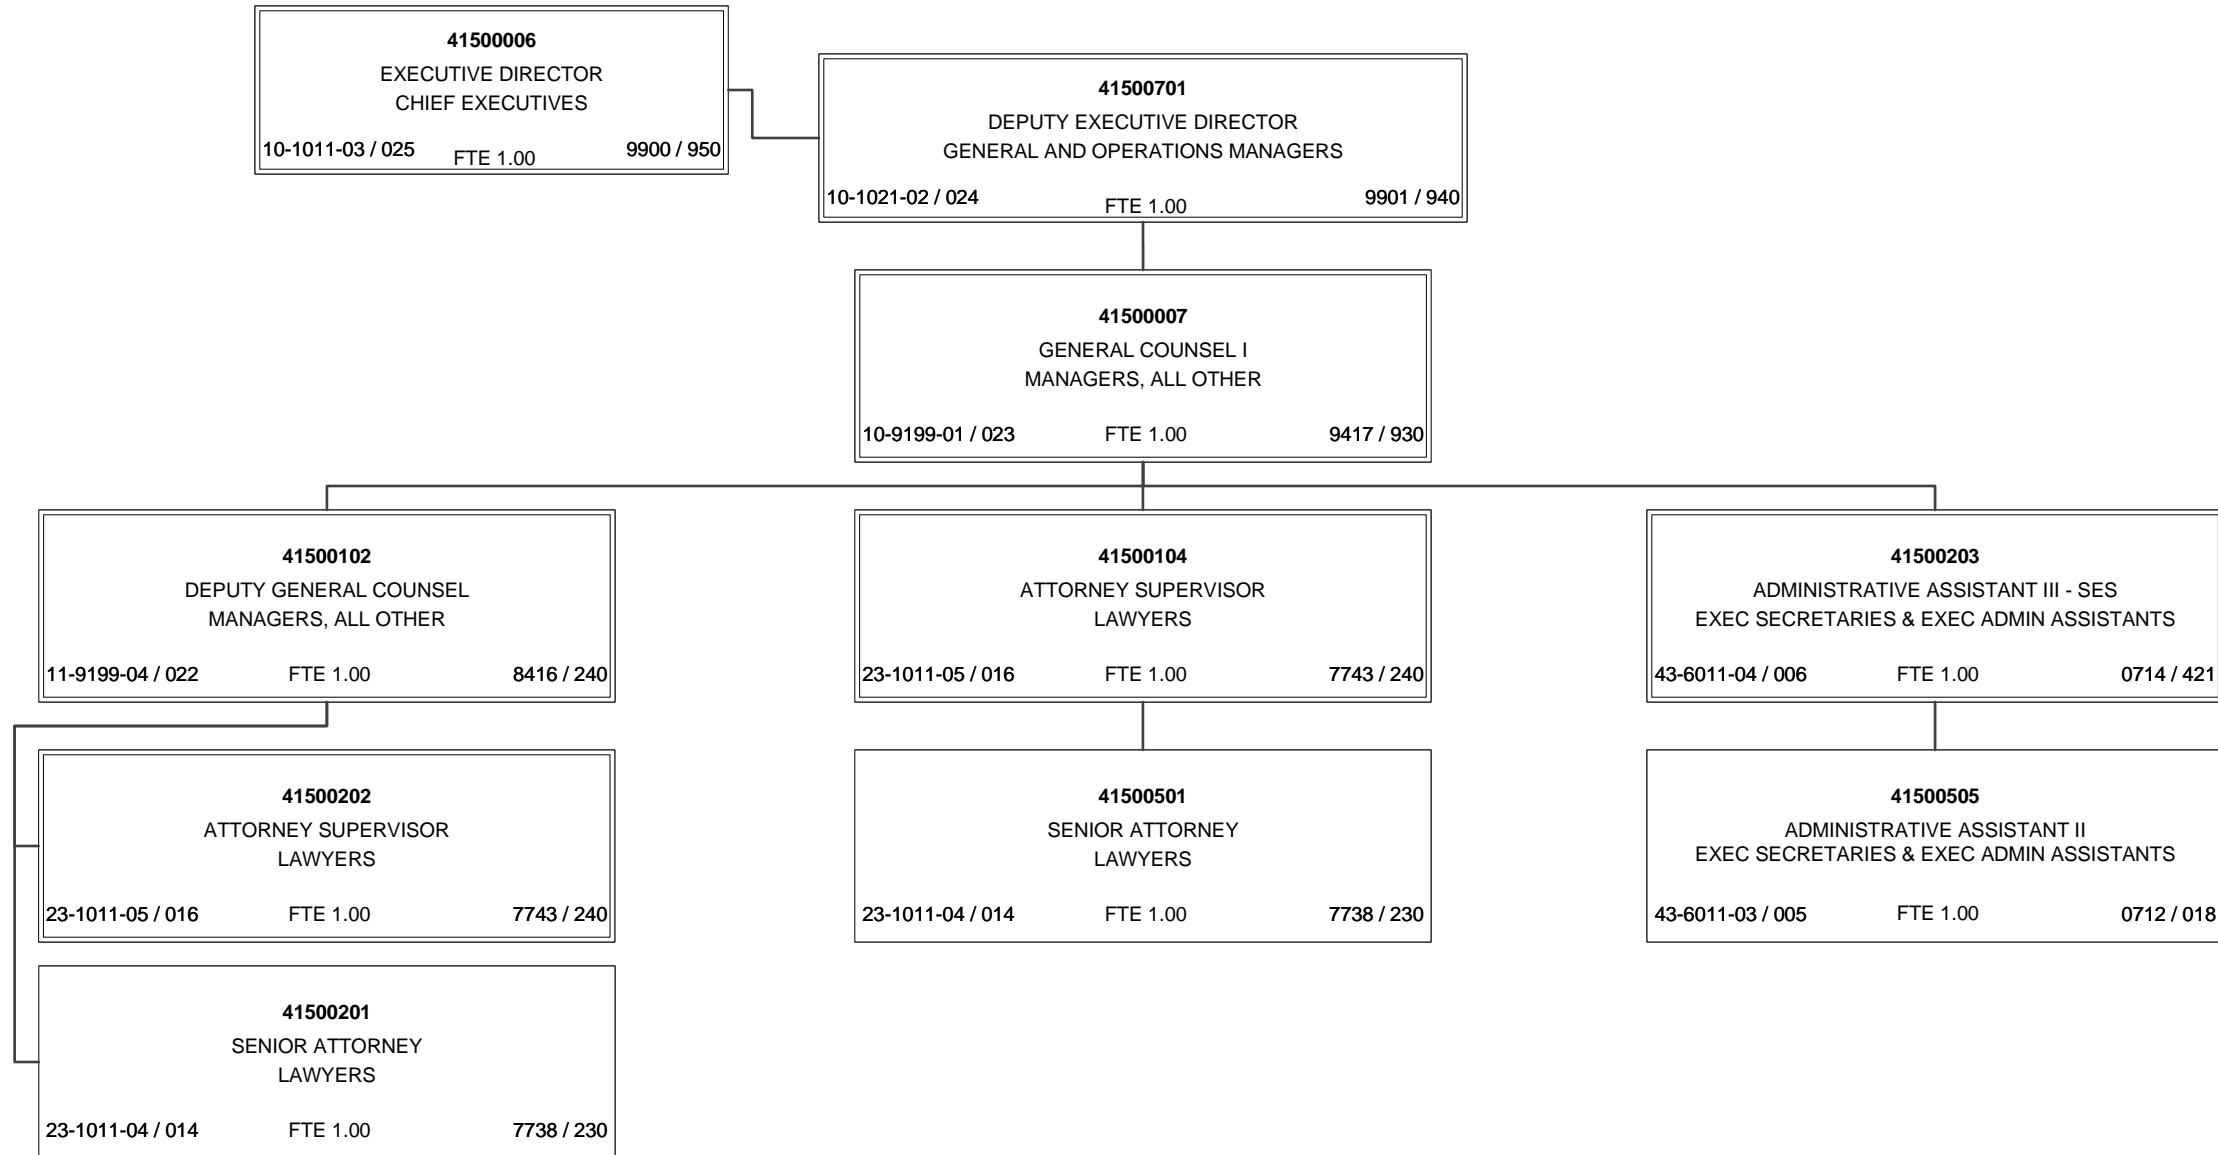 41500006
EXECUTIVE DIRECTOR
CHIEF EXECUTIVES
10-1011-03 / 025 FTE 1.00 9900 / 950
41500701
DEPUTY EXECUTIVE DIRECTOR
GENERAL AND OPERATIONS MANAGERS
10-1021-02 / 024 FTE 1.00 9901 / 940
41500007
GENERAL COUNSEL I
MANAGERS, ALL OTHER
10-9199-01 / 023 FTE 1.00 9417 / 930
41500102
DEPUTY GENERAL COUNSEL
MANAGERS, ALL OTHER
11-9199-04 / 022 FTE 1.00 8416 / 240
41500104
ATTORNEY SUPERVISOR
LAWYERS
23-1011-05 / 016 FTE 1.00 7743 / 240
41500203
ADMINISTRATIVE ASSISTANT III - SES
EXEC SECRETARIES & EXEC ADMIN ASSISTANTS
43-6011-04 / 006 FTE 1.00 0714 / 421
41500202
ATTORNEY SUPERVISOR
LAWYERS
23-1011-05 / 016 FTE 1.00 7743 / 240
41500501
SENIOR ATTORNEY
LAWYERS
23-1011-04 / 014 FTE 1.00 7738 / 230
41500505
ADMINISTRATIVE ASSISTANT II
EXEC SECRETARIES & EXEC ADMIN ASSISTANTS
43-6011-03 / 005 FTE 1.00 0712 / 018
41500201
SENIOR ATTORNEY
LAWYERS
23-1011-04 / 014 FTE 1.00 7738 / 230